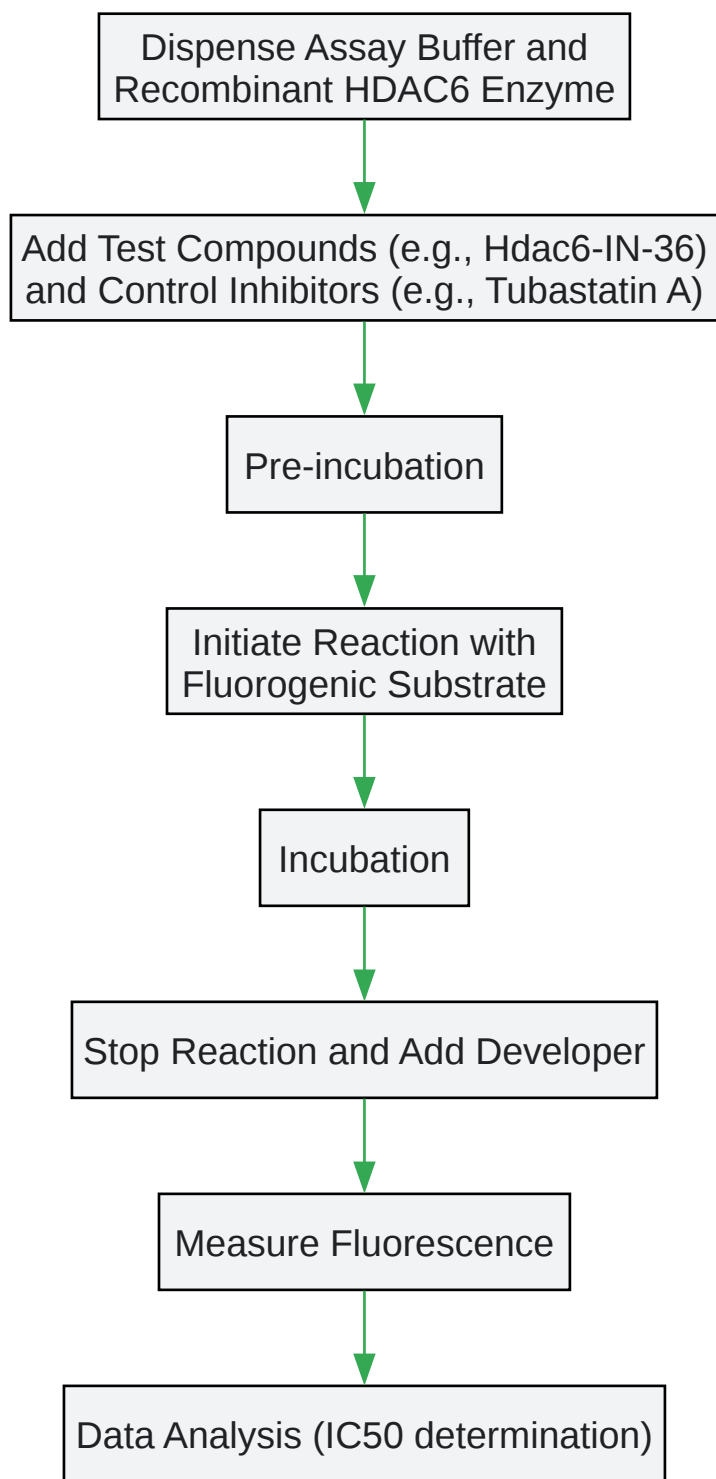 Dispense Assay Buffer and
Recombinant HDAC6 Enzyme
Add Test Compounds (e.g., Hdac6-IN-36)
and Control Inhibitors (e.g., Tubastatin A)
Pre-incubation
Initiate Reaction with
Fluorogenic Substrate
Incubation
Stop Reaction and Add Developer
Measure Fluorescence
Data Analysis (IC50 determination)